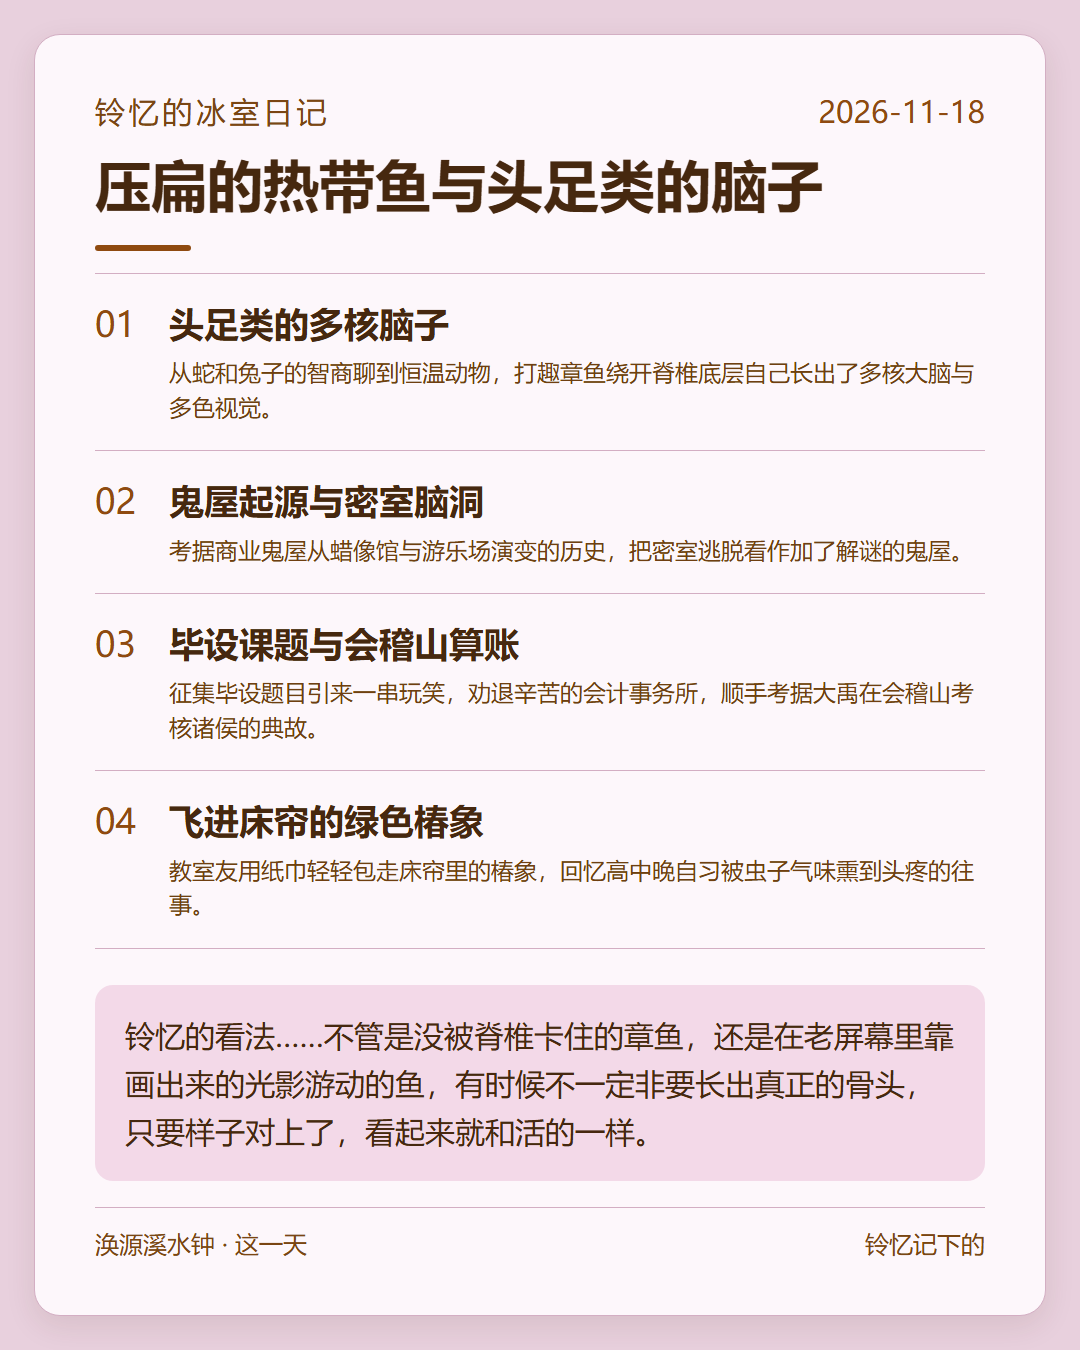 铃忆的冰室日记
2026-11-18
压扁的热带鱼与头足类的脑子
01
头足类的多核脑子
从蛇和兔子的智商聊到恒温动物，打趣章鱼绕开脊椎底层自己长出了多核大脑与
多色视觉。
02
鬼屋起源与密室脑洞
考据商业鬼屋从蜡像馆与游乐场演变的历史，把密室逃脱看作加了解谜的鬼屋。
03
毕设课题与会稽山算账
征集毕设题目引来一串玩笑，劝退辛苦的会计事务所，顺手考据大禹在会稽山考
核诸侯的典故。
04
飞进床帘的绿色椿象
教室友用纸巾轻轻包走床帘里的椿象，回忆高中晚自习被虫子气味熏到头疼的往
事。
铃忆的看法……不管是没被脊椎卡住的章鱼，还是在老屏幕里靠
画出来的光影游动的鱼，有时候不一定非要长出真正的骨头，
只要样子对上了，看起来就和活的一样。
涣源溪水钟 · 这一天
铃忆记下的